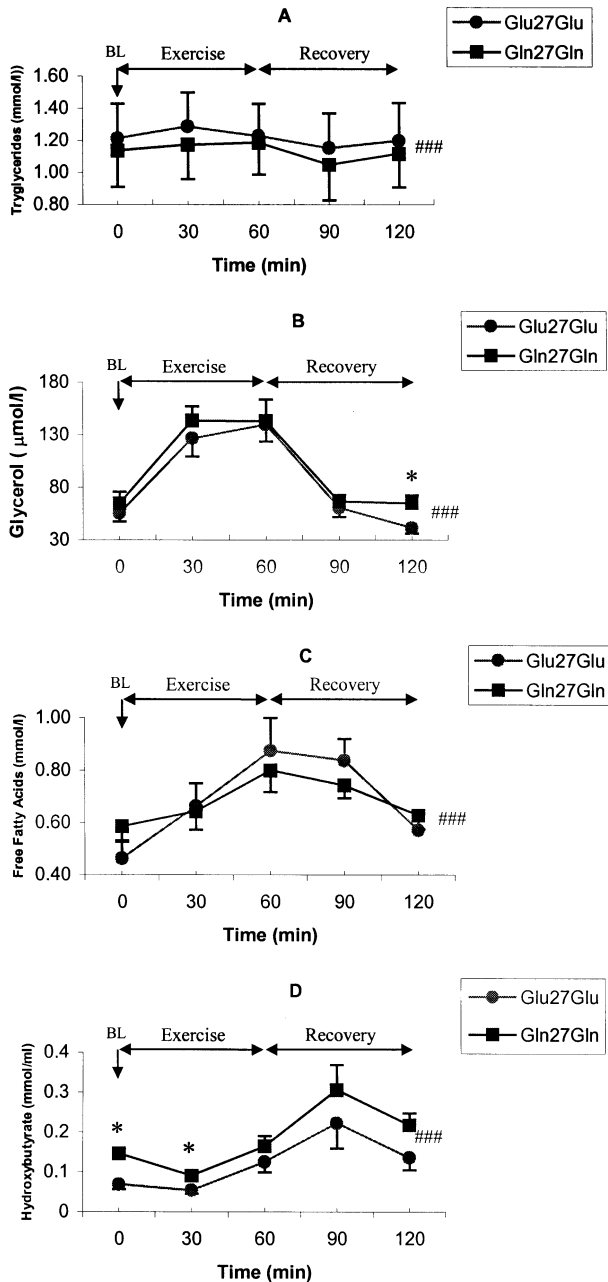 A
Glu27Glu
Gln27Gln
BL
Exercise
Recovery
Tryglycerides (mmol/l))
1.60
1.40
1.20
1.00
0.80
###
0 30 60 90 120
Time (min)
B
Glu27Glu
Gln27Gln
BL
Exercise
Recovery
Glycerol ( μmol/l)
180
130
80
30
*
###
0 30 60 90 120
Time (min)
C
Glu27Glu
Gln27Gln
BL
Exercise
Recovery
Free Fatty Acids (mmol/l)
1.00
0.80
0.60
0.40
###
0 30 60 90 120
Time (min)
D
Glu27Glu
Gln27Gln
BL
Exercise
Recovery
Hydroxybutyrate (mmol/ml)
0.4
0.3
0.2
0.1
0
* *
###
0 30 60 90 120
Time (min)